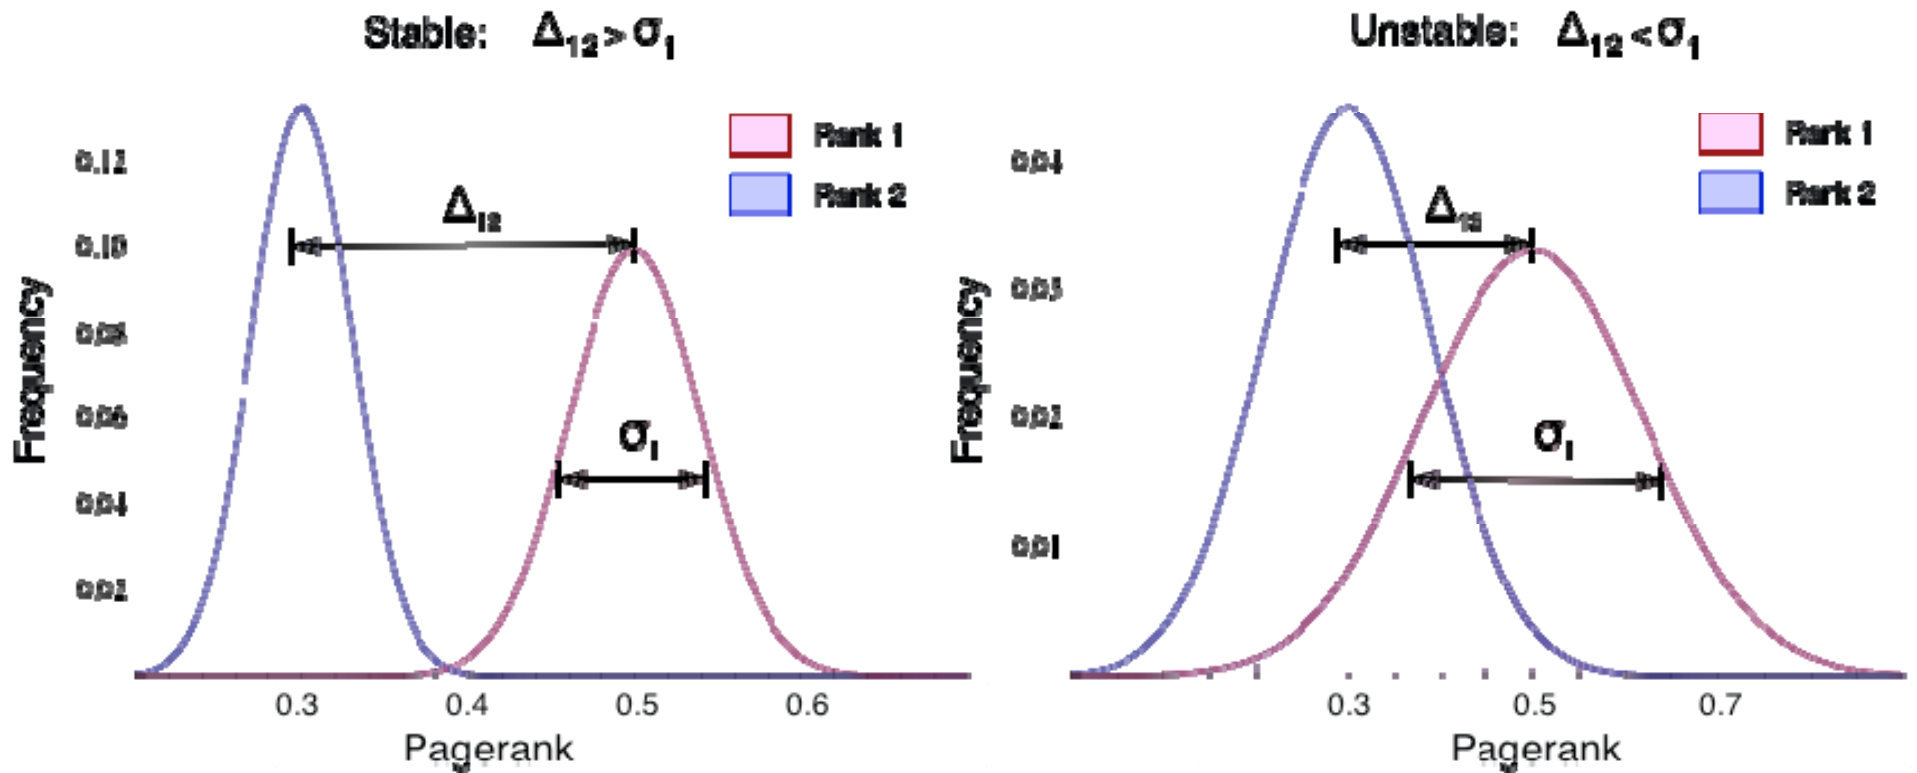 Stable: Δ12>σ1
Rank 1
Rank 2
Δ12
σ1
0.12
0.10
0.08
0.06
0.04
0.02
Frequency
0.3 0.4 0.5 0.6
Pagerank
Unstable: Δ12<σ1
Rank 1
Rank 2
Δ12
σ1
0.04
0.03
0.02
0.01
Frequency
0.3 0.5 0.7
Pagerank